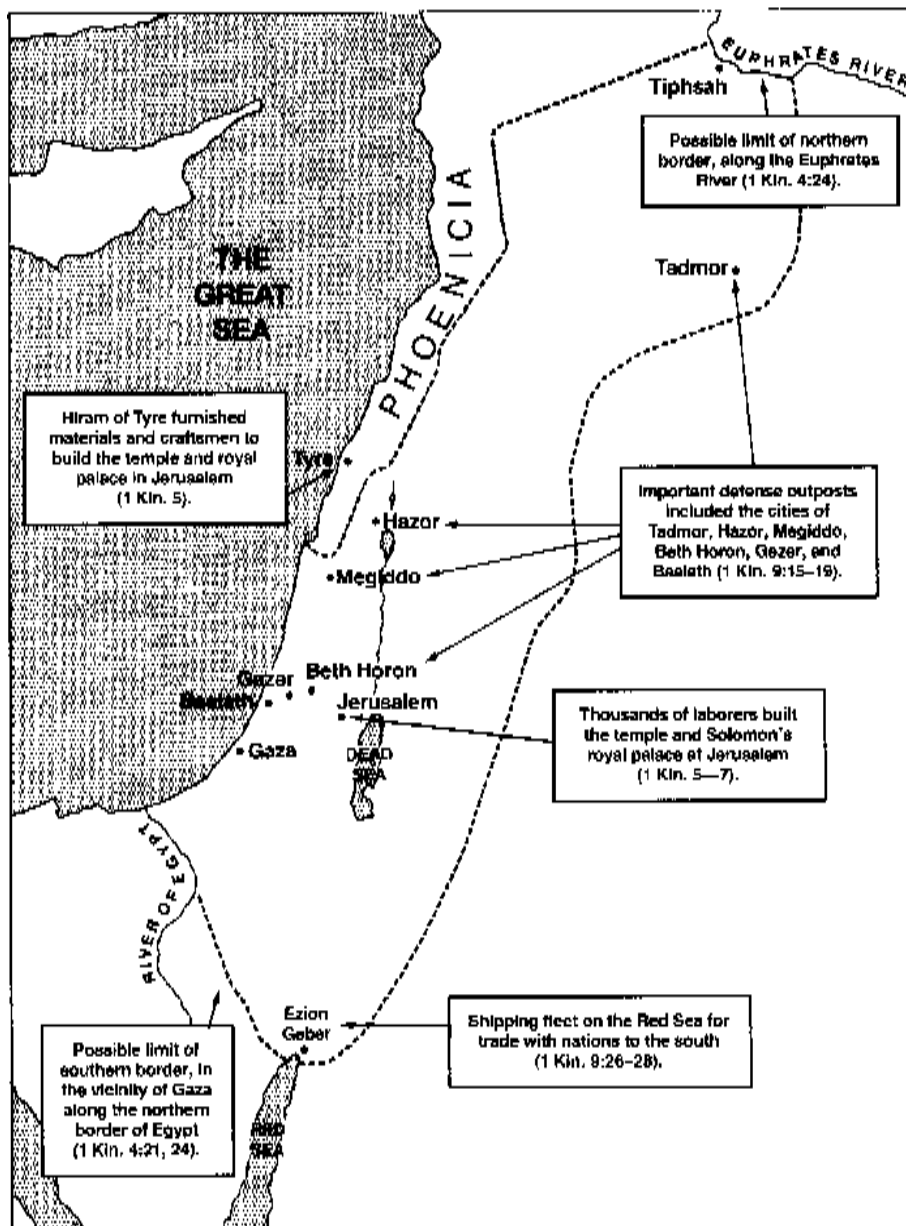 EUPHRATES RIVER
Tiphsah
Possible limit of northern
border, along the Euphrates
River (1 Kin. 4:24).
PHOENICIA
Tadmor
THE
GREAT
SEA
Hiram of Tyre furnished
materials and craftsmen to
build the temple and royal
palace in Jerusalem
(1 Kin. 5).
Tyre
Important defense outposts
included the cities of
Tadmor, Hazor, Megiddo,
Beth Horon, Gezer, and
Baalath (1 Kin. 9:15–19).
Hazor
Megiddo
Beth Horon
Gezer
Baalath
Jerusalem
Gaza
DEAD
SEA
Thousands of laborers built
the temple and Solomon's
royal palace at Jerusalem
(1 Kin. 5—7).
RIVER OF EGYPT
Ezion
Geber
Shipping fleet on the Red Sea for
trade with nations to the south
(1 Kin. 9:26–28).
Possible limit of
southern border, in
the vicinity of Gaza
along the northern
border of Egypt
(1 Kin. 4:21, 24).
RED
SEA